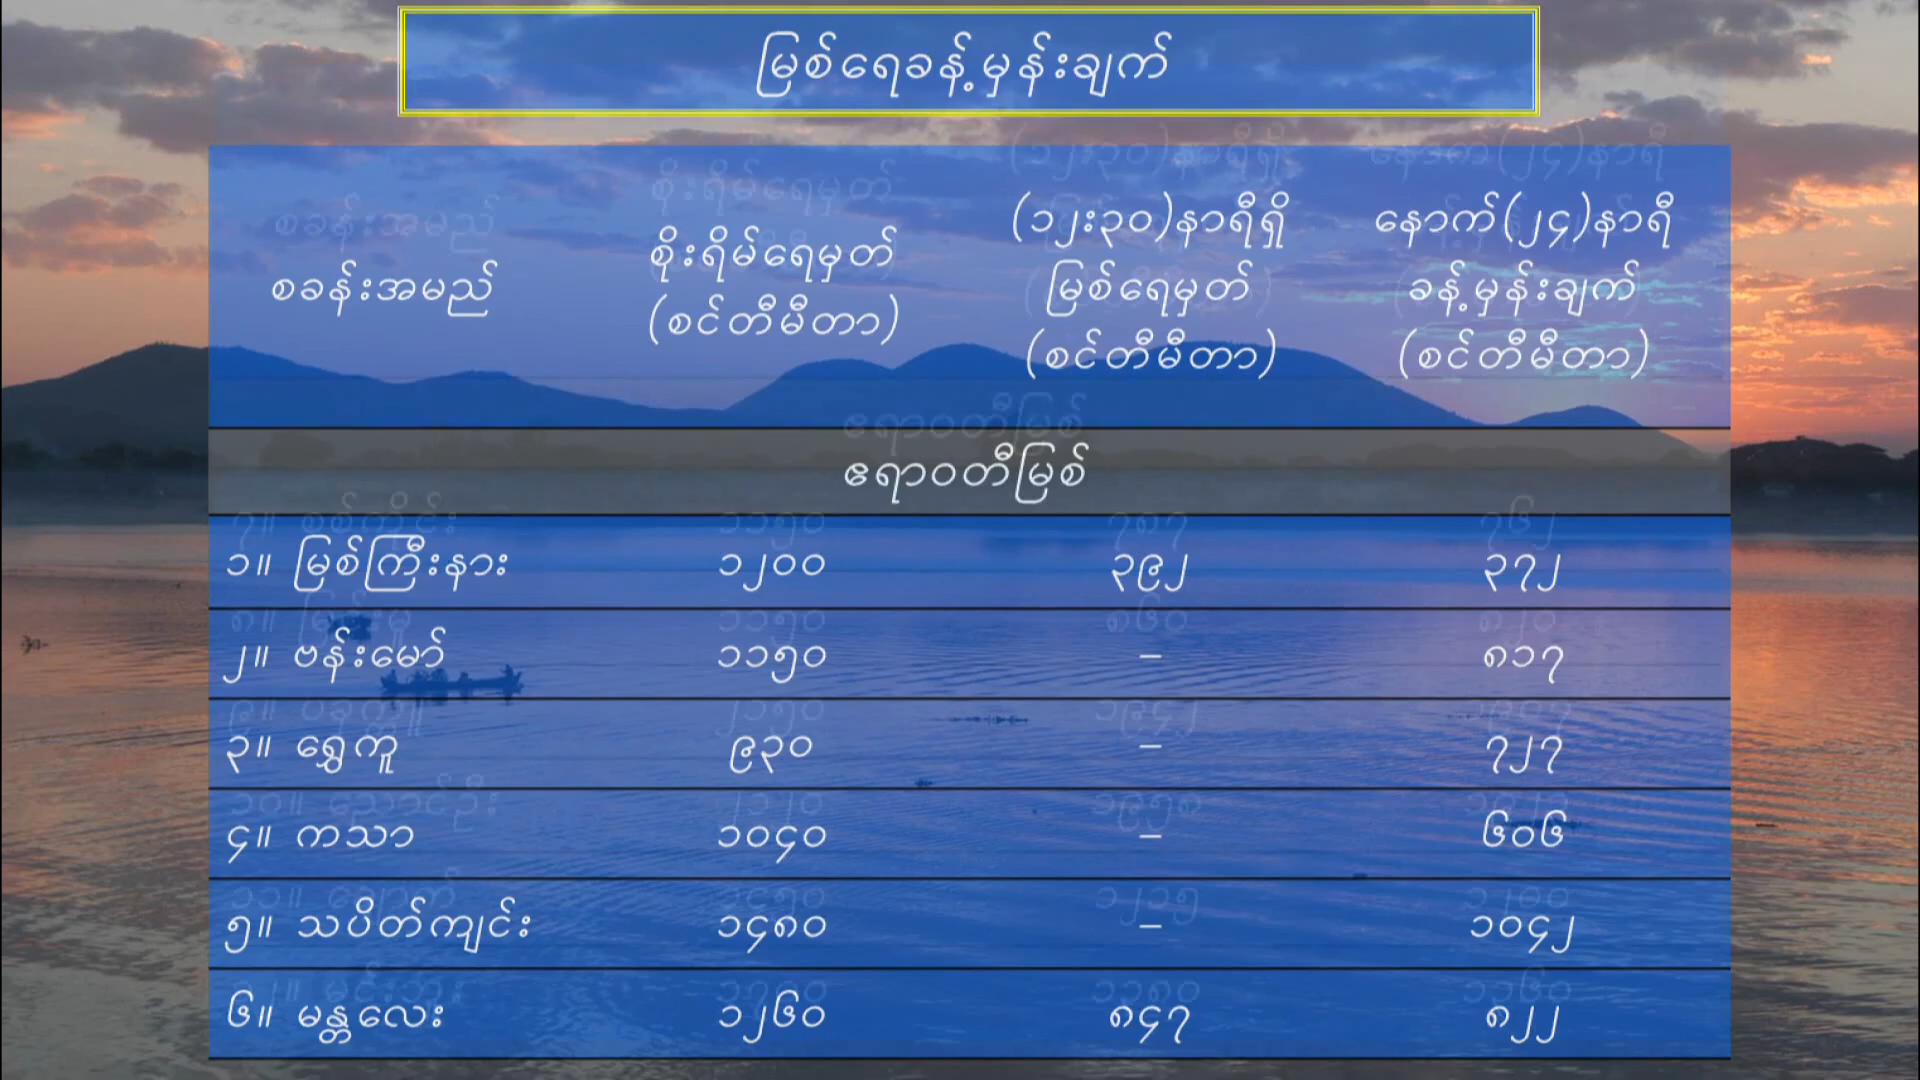 မြစ်ရေခန့်မှန်းချက်
စခန်းအမည် စိုးရိမ်ရေမှတ် (စင်တီမီတာ) (၁၂း၃၀)နာရီရှိ မြစ်ရေမှတ် (စင်တီမီတာ) နောက်(၂၄)နာရီ ခန့်မှန်းချက် (စင်တီမီတာ)
ဧရာဝတီမြစ်
၁။ မြစ်ကြီးနား ၁၂၀၀ ၃၉၂ ၃၇၂
၂။ ဗန်းမော် ၁၁၅၀ – ၈၁၇
၃။ ရွှေကူ ၉၃၀ – ၇၂၇
၄။ ကသာ ၁၀၄၀ – ၆၀၆
၅။ သပိတ်ကျင်း ၁၄၈၀ – ၁၀၄၂
၆။ မန္တလေး ၁၂၆၀ ၈၄၇ ၈၂၂